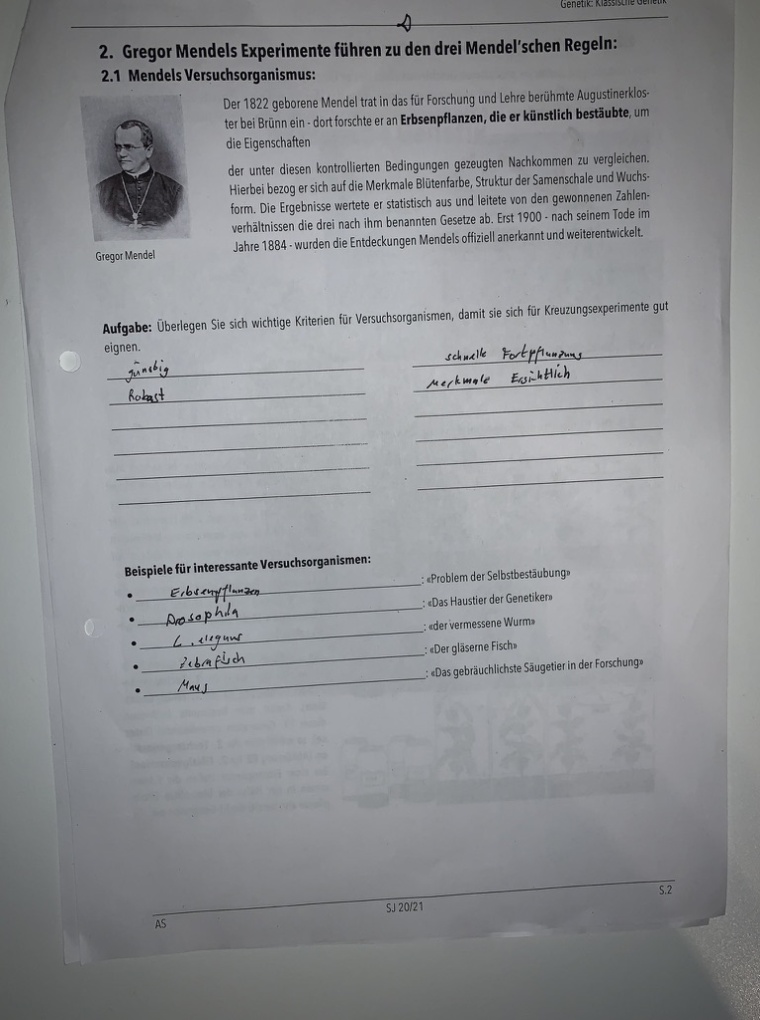 Genetik: Klassische Genetik
2. Gregor Mendels Experimente führen zu den drei Mendel'schen Regeln:
2.1 Mendels Versuchsorganismus:
Der 1822 geborene Mendel trat in das für Forschung und Lehre berühmte Augustinerklos-
ter bei Brünn ein - dort forschte er an Erbsenpflanzen, die er künstlich bestäubte, um
die Eigenschaften
der unter diesen kontrollierten Bedingungen gezeugten Nachkommen zu vergleichen.
Hierbei bezog er sich auf die Merkmale Blütenfarbe, Struktur der Samenschale und Wuchs-
form. Die Ergebnisse wertete er statistisch aus und leitete von den gewonnenen Zahlen-
verhältnissen die drei nach ihm benannten Gesetze ab. Erst 1900 - nach seinem Tode im
Jahre 1884 - wurden die Entdeckungen Mendels offiziell anerkannt und weiterentwickelt.
Gregor Mendel
Aufgabe: Überlegen Sie sich wichtige Kriterien für Versuchsorganismen, damit sie sich für Kreuzungsexperimente gut
eignen.
günstig
Robust
schnelle Fortpflanzung
Merkmale Ersichtlich
Beispiele für interessante Versuchsorganismen:
• Erbsenpflanzen : «Problem der Selbstbestäubung»
• Drosophila : «Das Haustier der Genetiker»
• C. elegans : «der vermessene Wurm»
• Zebrafisch : «Der gläserne Fisch»
• Maus : «Das gebräuchlichste Säugetier in der Forschung»
AS
SJ 20/21
S.2